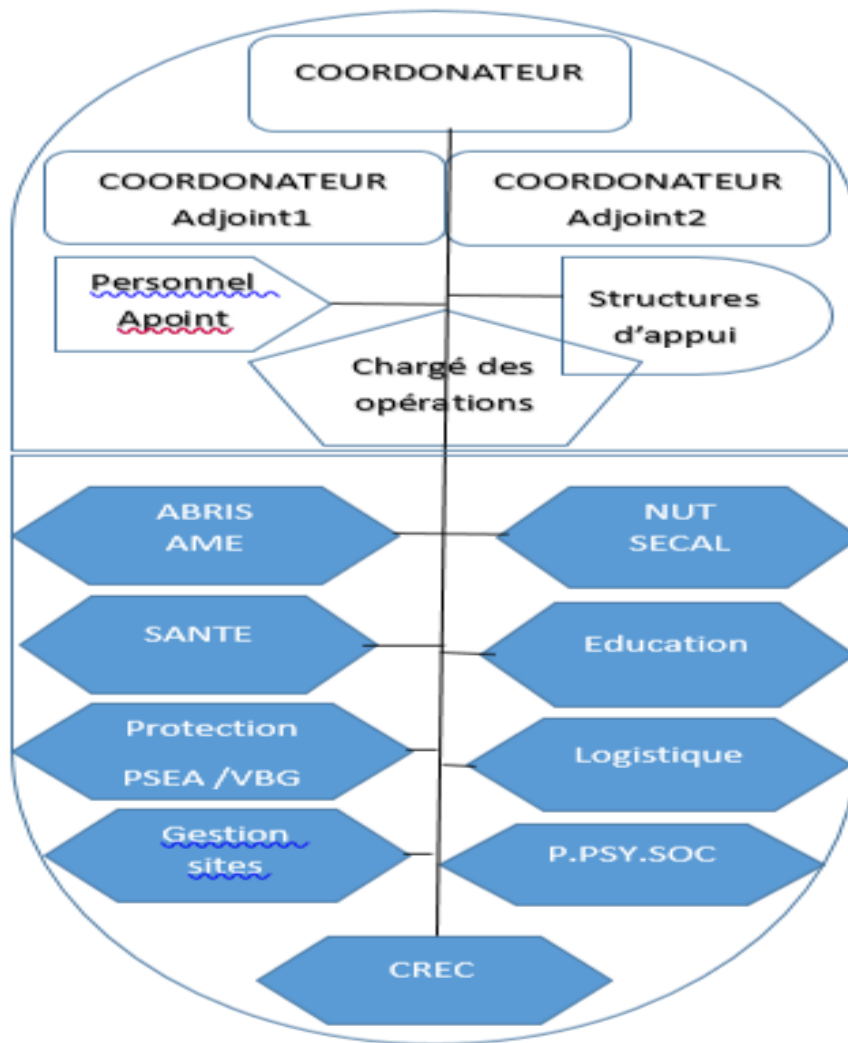 COORDONATEUR
COORDONATEUR
Adjoint1
COORDONATEUR
Adjoint2
Personnel
Apoint
Structures
d'appui
Chargé des
opérations
ABRIS
AME
NUT
SECAL
SANTE
Education
Protection
PSEA /VBG
Logistique
Gestion
sites
P.PSY.SOC
CREC